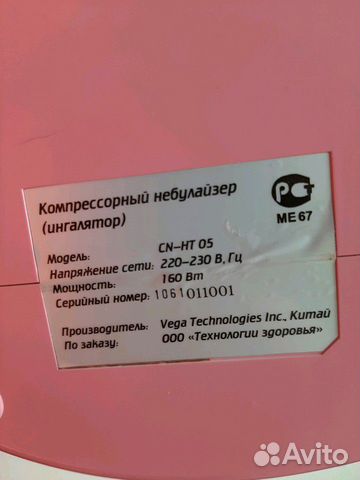 Компрессорный небулайзер
(ингалятор)
РСТ
ME 67
Модель: CN-HT 05
Напряжение сети: 220-230 В, Гц
Мощность: 160 Вт
Серийный номер: 1061011001
Производитель: Vega Technologies Inc., Китай
По заказу: ООО «Технологии здоровья»
Avito